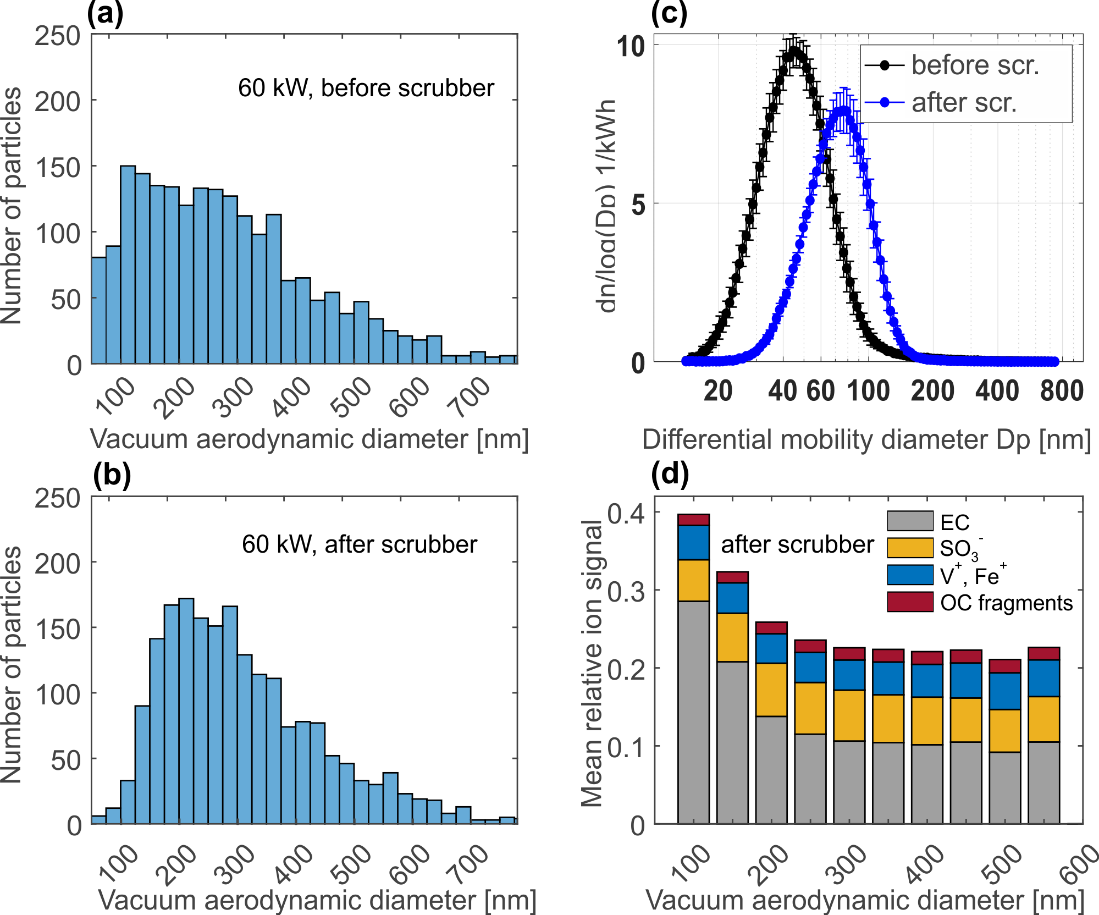 (a)
250
200
150
100
50
0
Number of particles
60 kW, before scrubber
100 200 300 400 500 600 700
Vacuum aerodynamic diameter [nm]
(b)
250
200
150
100
50
0
Number of particles
60 kW, after scrubber
100 200 300 400 500 600 700
Vacuum aerodynamic diameter [nm]
(c)
10
5
0
dn/log(Dp) 1/kWh
before scr.
after scr.
20 40 60 100 200 400 800
Differential mobility diameter Dp [nm]
(d)
0.4
0.3
0.2
0.1
0
Mean relative ion signal
after scrubber
EC
SO₃⁻
V⁺, Fe⁺
OC fragments
100 200 300 400 500 600
Vacuum aerodynamic diameter [nm]